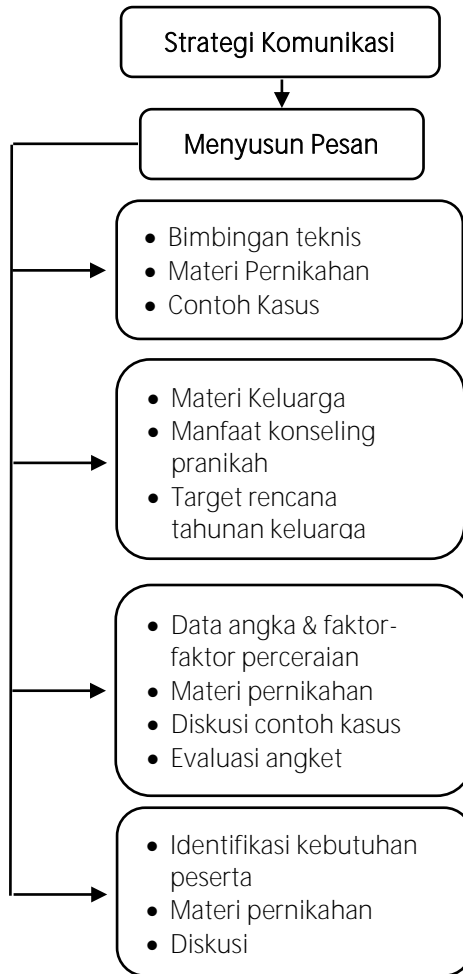 Strategi Komunikasi
Menyusun Pesan
• Bimbingan teknis
• Materi Pernikahan
• Contoh Kasus
• Materi Keluarga
• Manfaat konseling
pranikah
• Target rencana
tahunan keluarga
• Data angka & faktor-
faktor perceraian
• Materi pernikahan
• Diskusi contoh kasus
• Evaluasi angket
• Identifikasi kebutuhan
peserta
• Materi pernikahan
• Diskusi